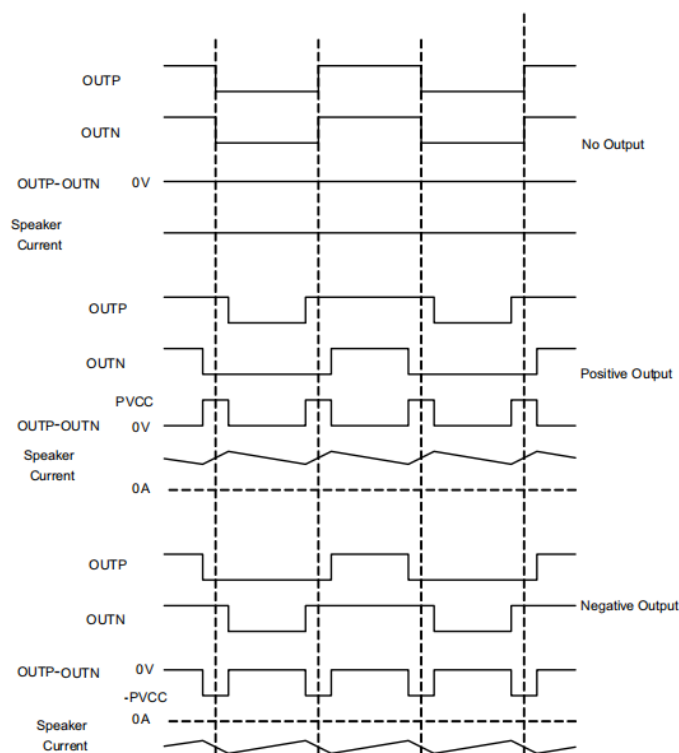 OUTP
OUTN
No Output
OUTP-OUTN 0V
Speaker
Current
OUTP
OUTN
Positive Output
PVCC
OUTP-OUTN 0V
Speaker
Current
0A
OUTP
OUTN
Negative Output
OUTP-OUTN 0V
-PVCC
0A
Speaker
Current